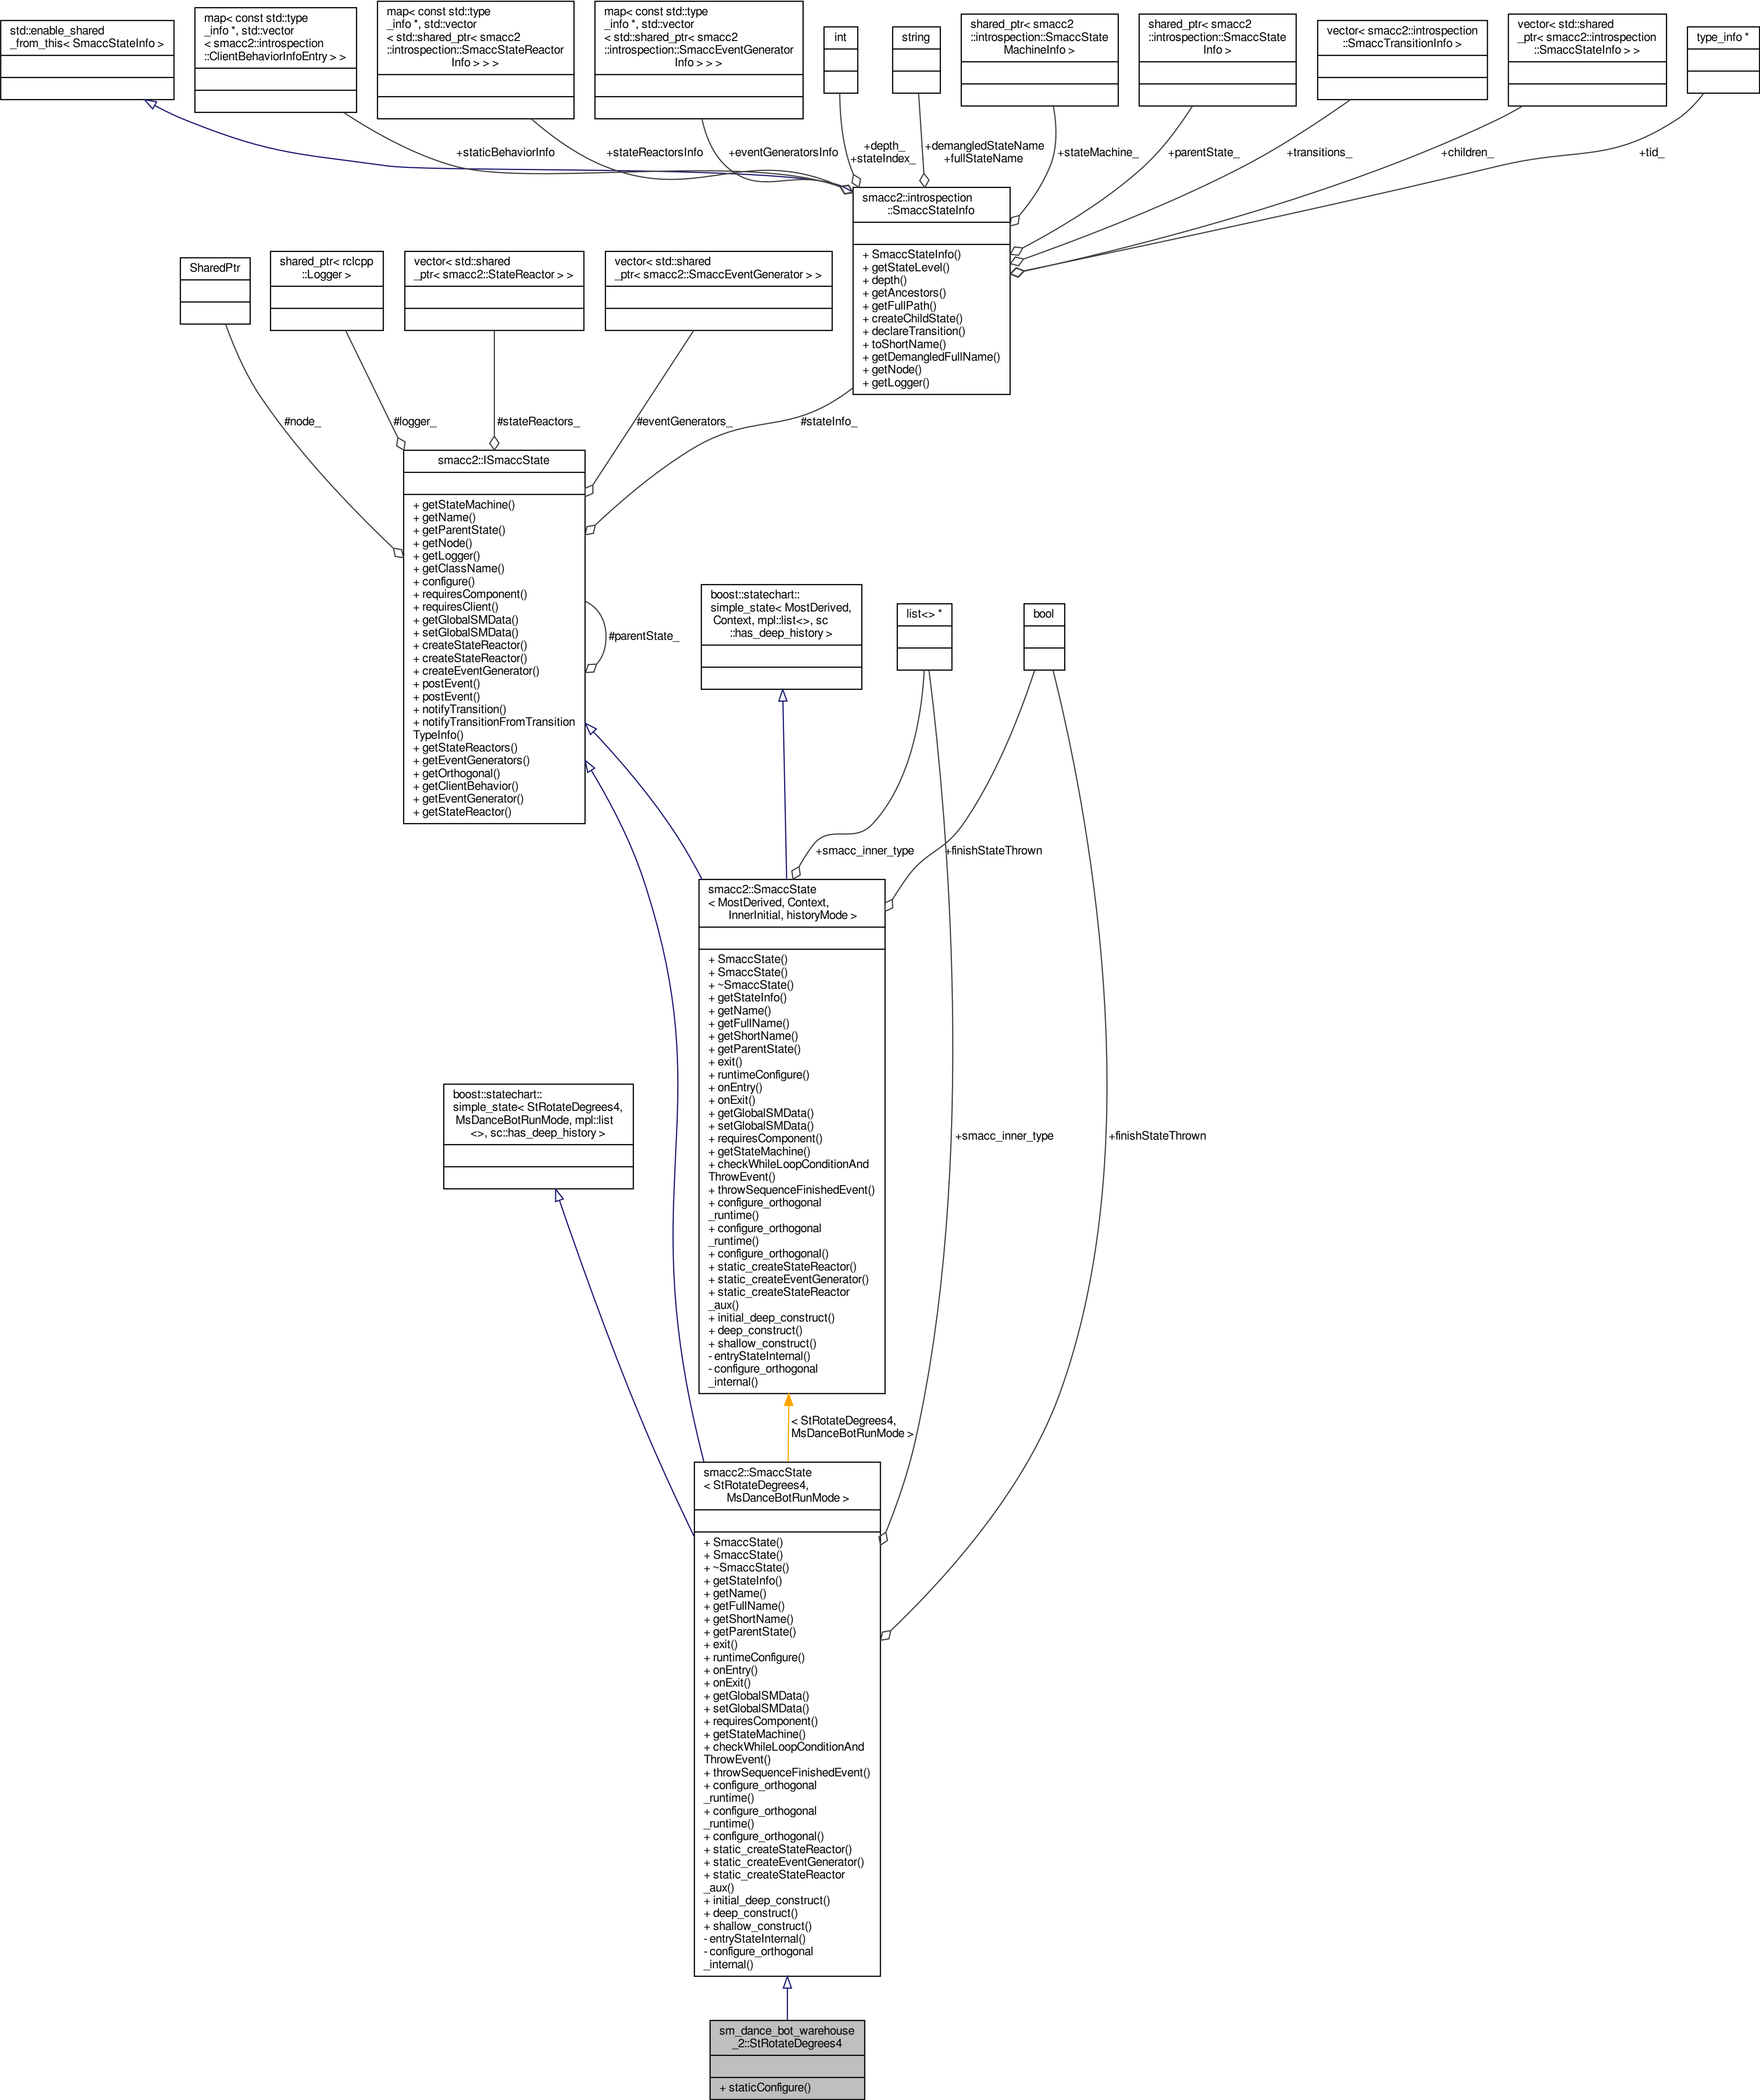 std::enable_shared
_from_this< SmaccStateInfo >
map< const std::type
_info *, std::vector
< smacc2::introspection
::ClientBehaviorInfoEntry > >
map< const std::type
_info *, std::vector
< std::shared_ptr< smacc2
::introspection::SmaccStateReactor
Info > > >
map< const std::type
_info *, std::vector
< std::shared_ptr< smacc2
::introspection::SmaccEventGenerator
Info > > >
int
string
shared_ptr< smacc2
::introspection::SmaccState
MachineInfo >
shared_ptr< smacc2
::introspection::SmaccState
Info >
vector< smacc2::introspection
::SmaccTransitionInfo >
vector< std::shared
_ptr< smacc2::introspection
::SmaccStateInfo > >
type_info *
+staticBehaviorInfo
+stateReactorsInfo
+eventGeneratorsInfo
+depth_
+stateIndex_
+demangledStateName
+fullStateName
+stateMachine_
+parentState_
+transitions_
+children_
+tid_
smacc2::introspection
::SmaccStateInfo
+ SmaccStateInfo()
+ getStateLevel()
+ depth()
+ getAncestors()
+ getFullPath()
+ createChildState()
+ declareTransition()
+ toShortName()
+ getDemangledFullName()
+ getNode()
+ getLogger()
SharedPtr
shared_ptr< rclcpp
::Logger >
vector< std::shared
_ptr< smacc2::StateReactor > >
vector< std::shared
_ptr< smacc2::SmaccEventGenerator > >
#node_
#logger_
#stateReactors_
#eventGenerators_
#stateInfo_
smacc2::ISmaccState
+ getStateMachine()
+ getName()
+ getParentState()
+ getNode()
+ getLogger()
+ getClassName()
+ configure()
+ requiresComponent()
+ requiresClient()
+ getGlobalSMData()
+ setGlobalSMData()
+ createStateReactor()
+ createStateReactor()
+ createEventGenerator()
+ postEvent()
+ postEvent()
+ notifyTransition()
+ notifyTransitionFromTransition
TypeInfo()
+ getStateReactors()
+ getEventGenerators()
+ getOrthogonal()
+ getClientBehavior()
+ getEventGenerator()
+ getStateReactor()
#parentState_
boost::statechart::
simple_state< MostDerived,
Context, mpl::list<>, sc
::has_deep_history >
list<> *
bool
+smacc_inner_type
+finishStateThrown
smacc2::SmaccState
< MostDerived, Context,
InnerInitial, historyMode >
+ SmaccState()
+ SmaccState()
+ ~SmaccState()
+ getStateInfo()
+ getName()
+ getFullName()
+ getShortName()
+ getParentState()
+ exit()
+ runtimeConfigure()
+ onEntry()
+ onExit()
+ getGlobalSMData()
+ setGlobalSMData()
+ requiresComponent()
+ getStateMachine()
+ checkWhileLoopConditionAnd
ThrowEvent()
+ throwSequenceFinishedEvent()
+ configure_orthogonal
_runtime()
+ configure_orthogonal
_runtime()
+ configure_orthogonal()
+ static_createStateReactor()
+ static_createEventGenerator()
+ static_createStateReactor
_aux()
+ initial_deep_construct()
+ deep_construct()
+ shallow_construct()
- entryStateInternal()
- configure_orthogonal
_internal()
boost::statechart::
simple_state< StRotateDegrees4,
MsDanceBotRunMode, mpl::list
<>, sc::has_deep_history >
+smacc_inner_type
+finishStateThrown
< StRotateDegrees4,
MsDanceBotRunMode >
smacc2::SmaccState
< StRotateDegrees4,
MsDanceBotRunMode >
+ SmaccState()
+ SmaccState()
+ ~SmaccState()
+ getStateInfo()
+ getName()
+ getFullName()
+ getShortName()
+ getParentState()
+ exit()
+ runtimeConfigure()
+ onEntry()
+ onExit()
+ getGlobalSMData()
+ setGlobalSMData()
+ requiresComponent()
+ getStateMachine()
+ checkWhileLoopConditionAnd
ThrowEvent()
+ throwSequenceFinishedEvent()
+ configure_orthogonal
_runtime()
+ configure_orthogonal
_runtime()
+ configure_orthogonal()
+ static_createStateReactor()
+ static_createEventGenerator()
+ static_createStateReactor
_aux()
+ initial_deep_construct()
+ deep_construct()
+ shallow_construct()
- entryStateInternal()
- configure_orthogonal
_internal()
sm_dance_bot_warehouse
_2::StRotateDegrees4
+ staticConfigure()